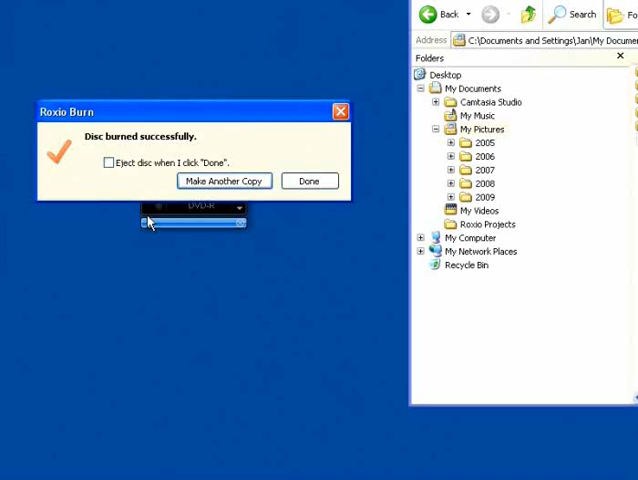 Back
Search
Fo
Address C:\Documents and Settings\Jan\My Documen
Folders
Desktop
My Documents
Camtasia Studio
My Music
My Pictures
2005
2006
2007
2008
2009
My Videos
Roxio Projects
My Computer
My Network Places
Recycle Bin
Roxio Burn
Disc burned successfully.
Eject disc when I click "Done".
Make Another Copy
Done
DVD-R